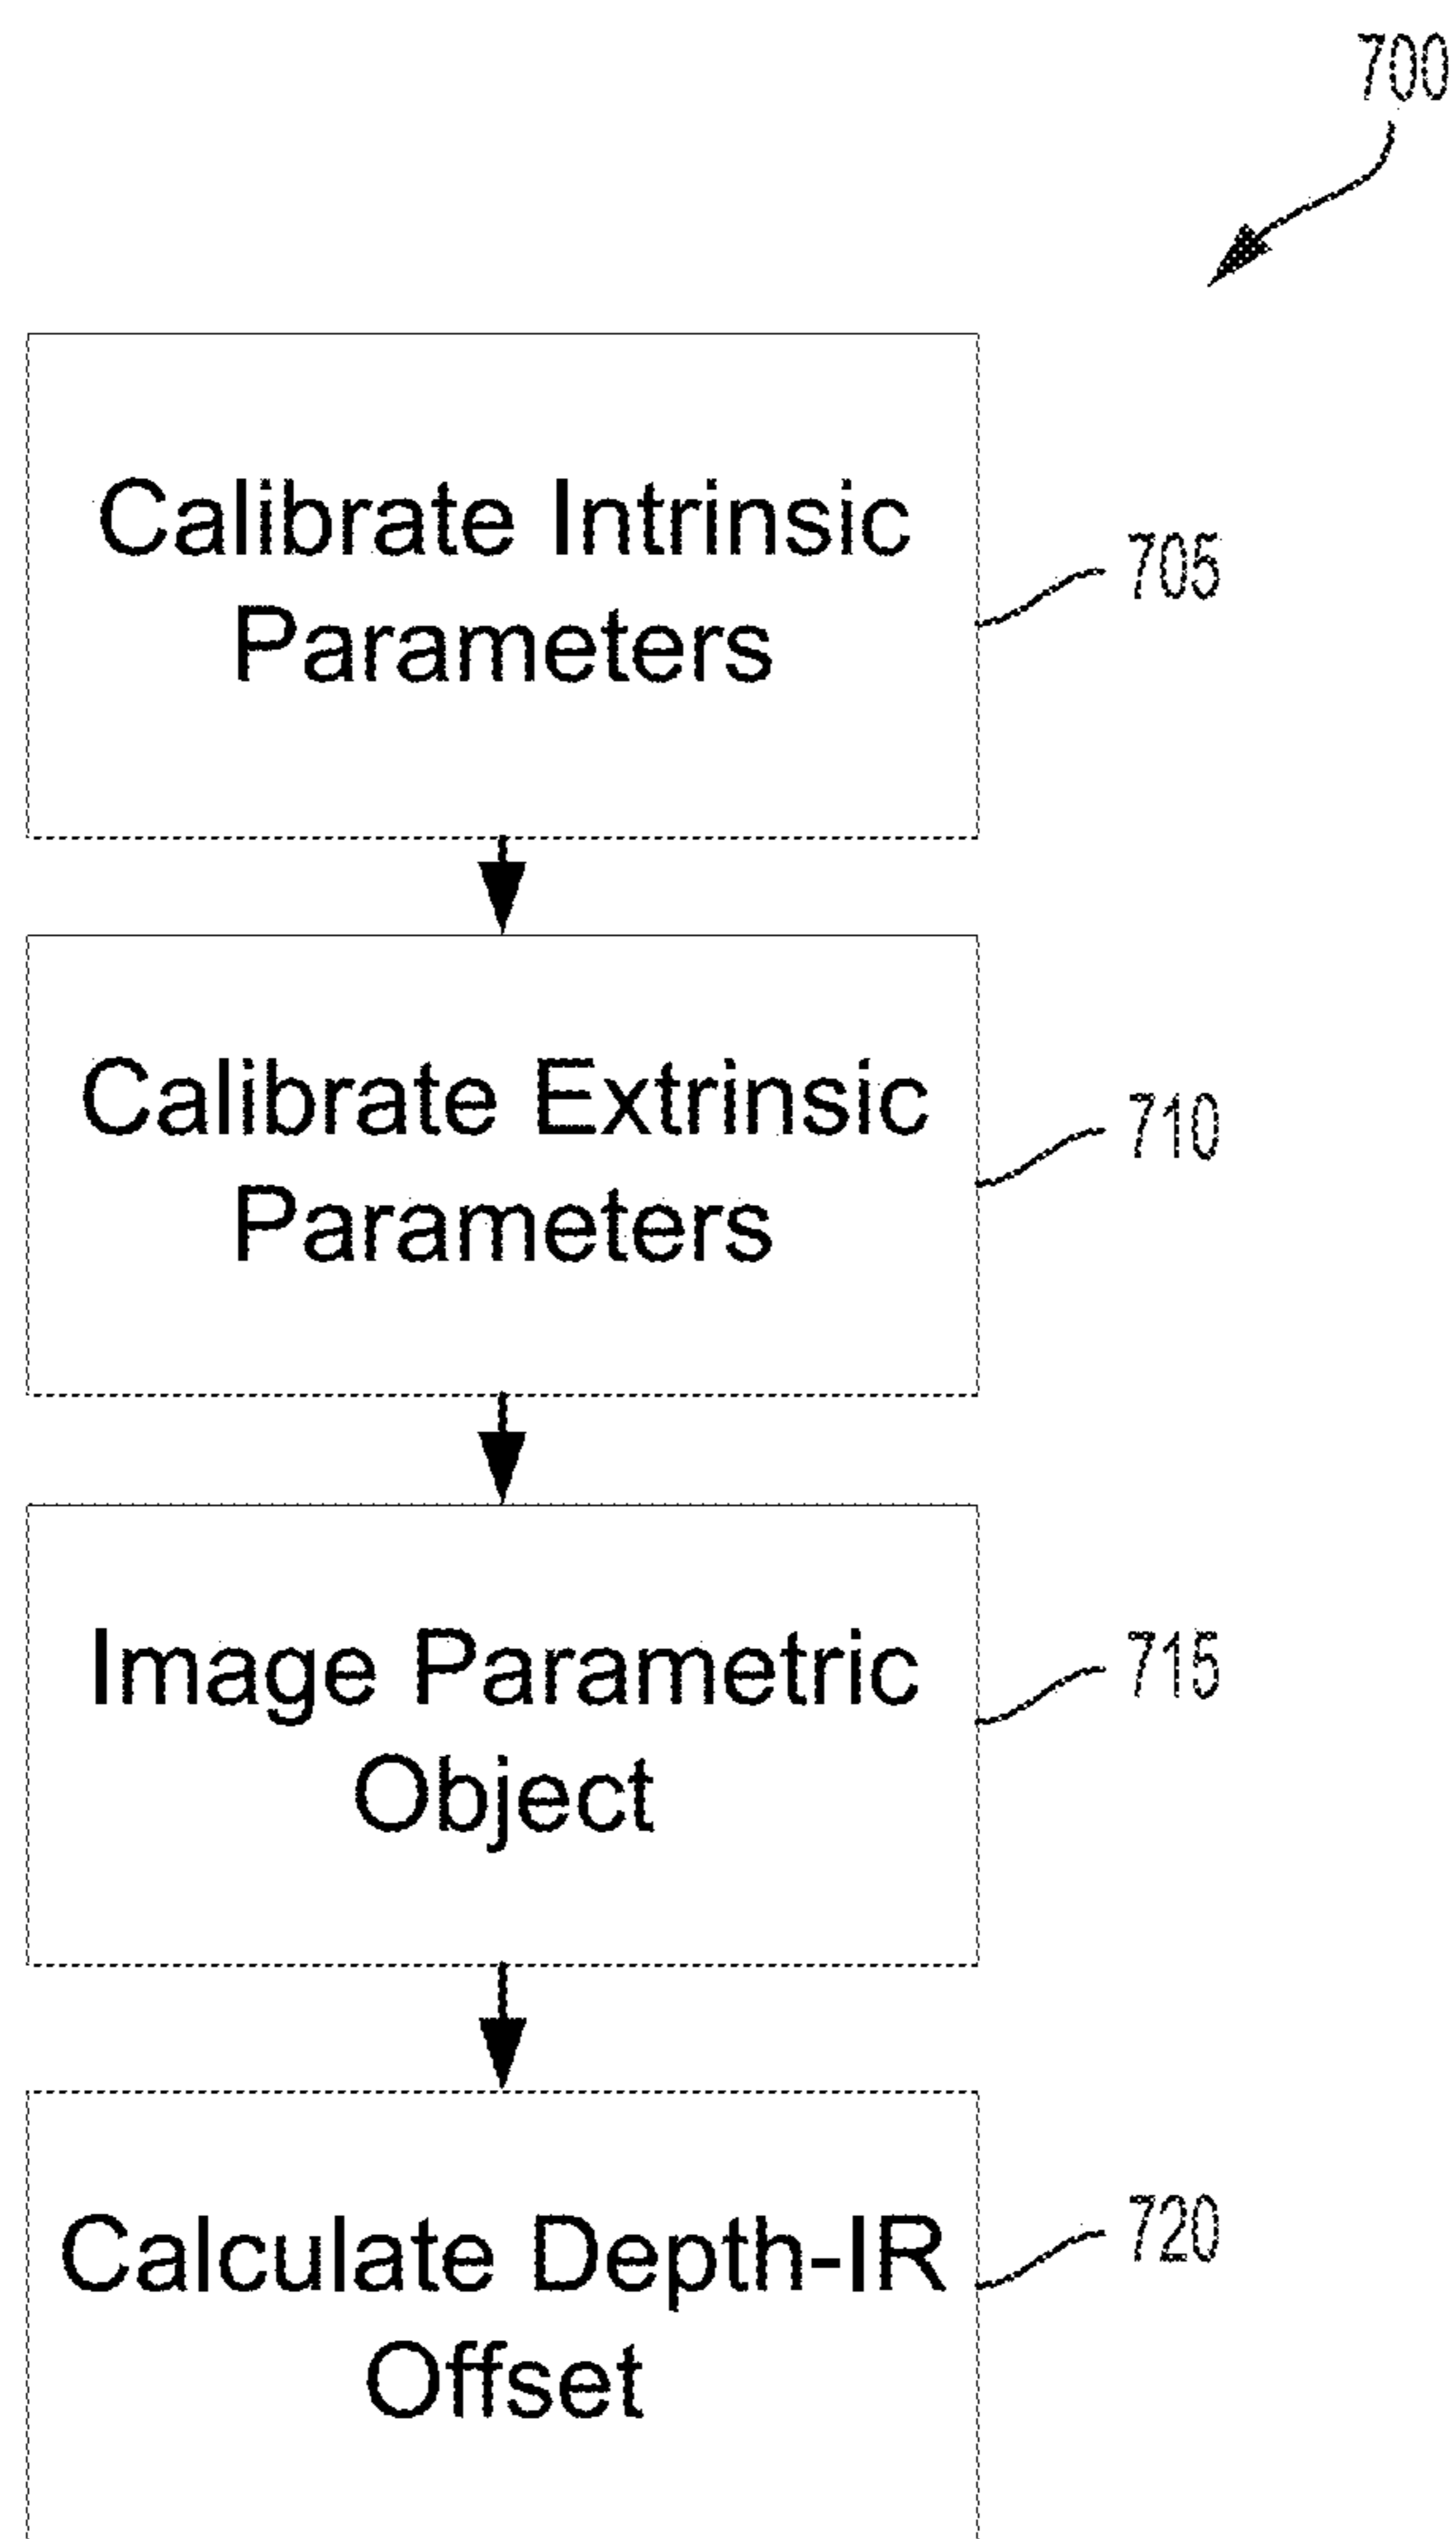 700
Calibrate Intrinsic
Parameters
705
Calibrate Extrinsic
Parameters
710
Image Parametric
Object
715
Calculate Depth-IR
Offset
720